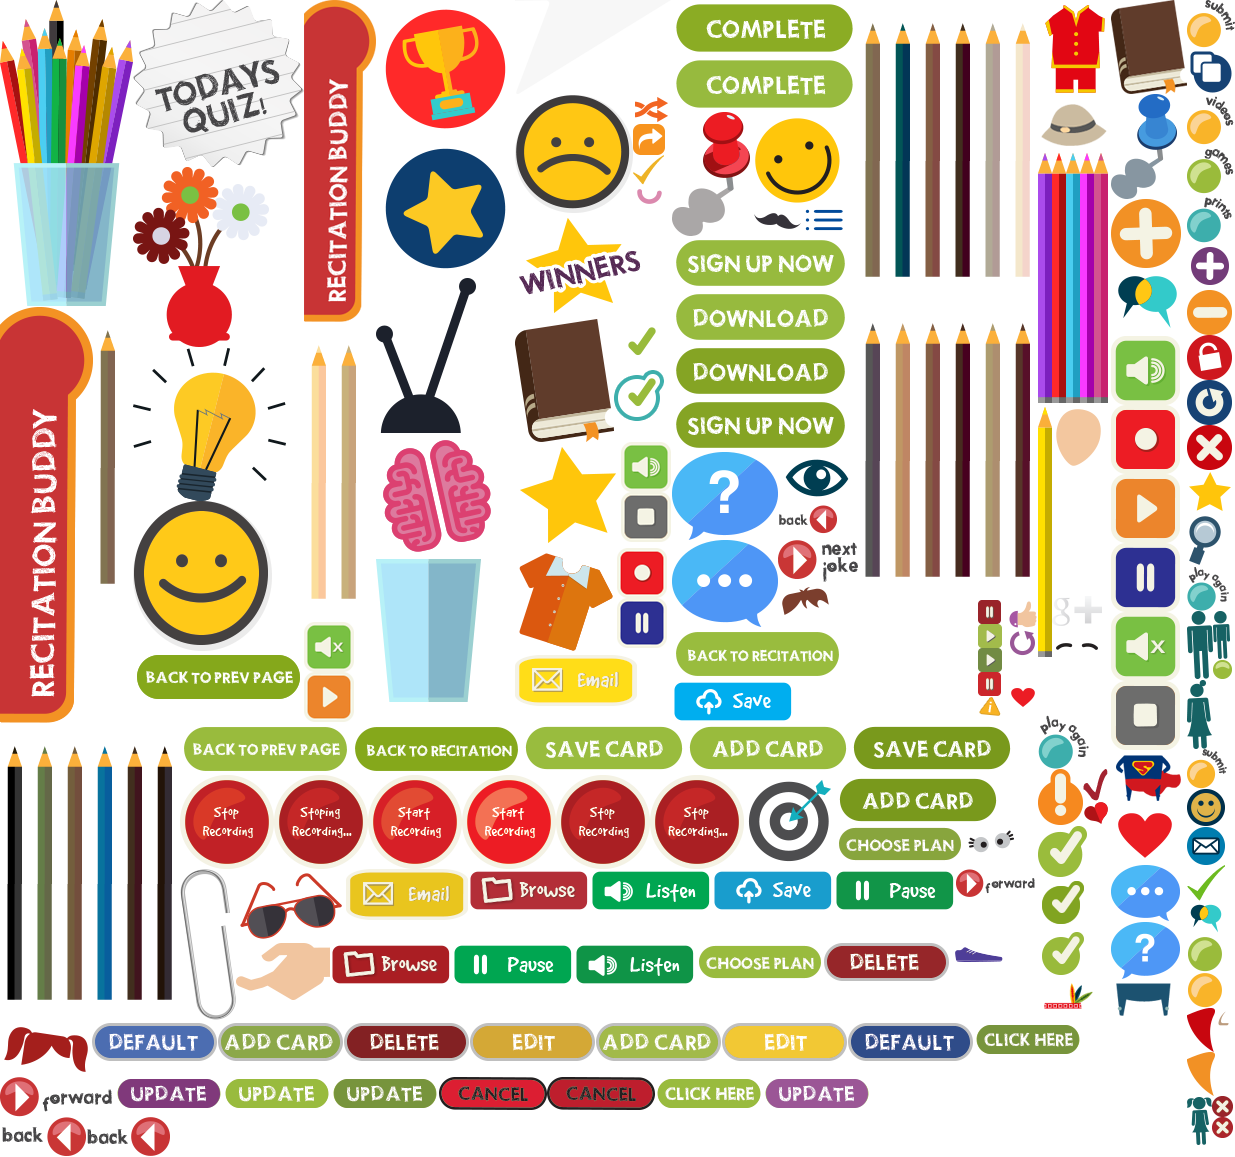 TODAYS
QUIZ!
RECITATION BUDDY
COMPLETE
COMPLETE
submit
videos
games
prints
WINNERS
SIGN UP NOW
DOWNLOAD
DOWNLOAD
SIGN UP NOW
RECITATION BUDDY
?
back
next
joke
play again
g+
BACK TO PREV PAGE
Email
BACK TO RECITATION
Save
BACK TO PREV PAGE
BACK TO RECITATION
SAVE CARD
ADD CARD
SAVE CARD
play again
submit
Stop
Recording
Stoping
Recording...
Start
Recording
Start
Recording
Stop
Recording
Stop
Recording...
ADD CARD
CHOOSE PLAN
S
Email
Browse
Listen
Save
Pause
forward
Browse
Pause
Listen
CHOOSE PLAN
DELETE
?
DEFAULT
ADD CARD
DELETE
EDIT
ADD CARD
EDIT
DEFAULT
CLICK HERE
forward
UPDATE
UPDATE
UPDATE
CANCEL
CANCEL
CLICK HERE
UPDATE
back
back